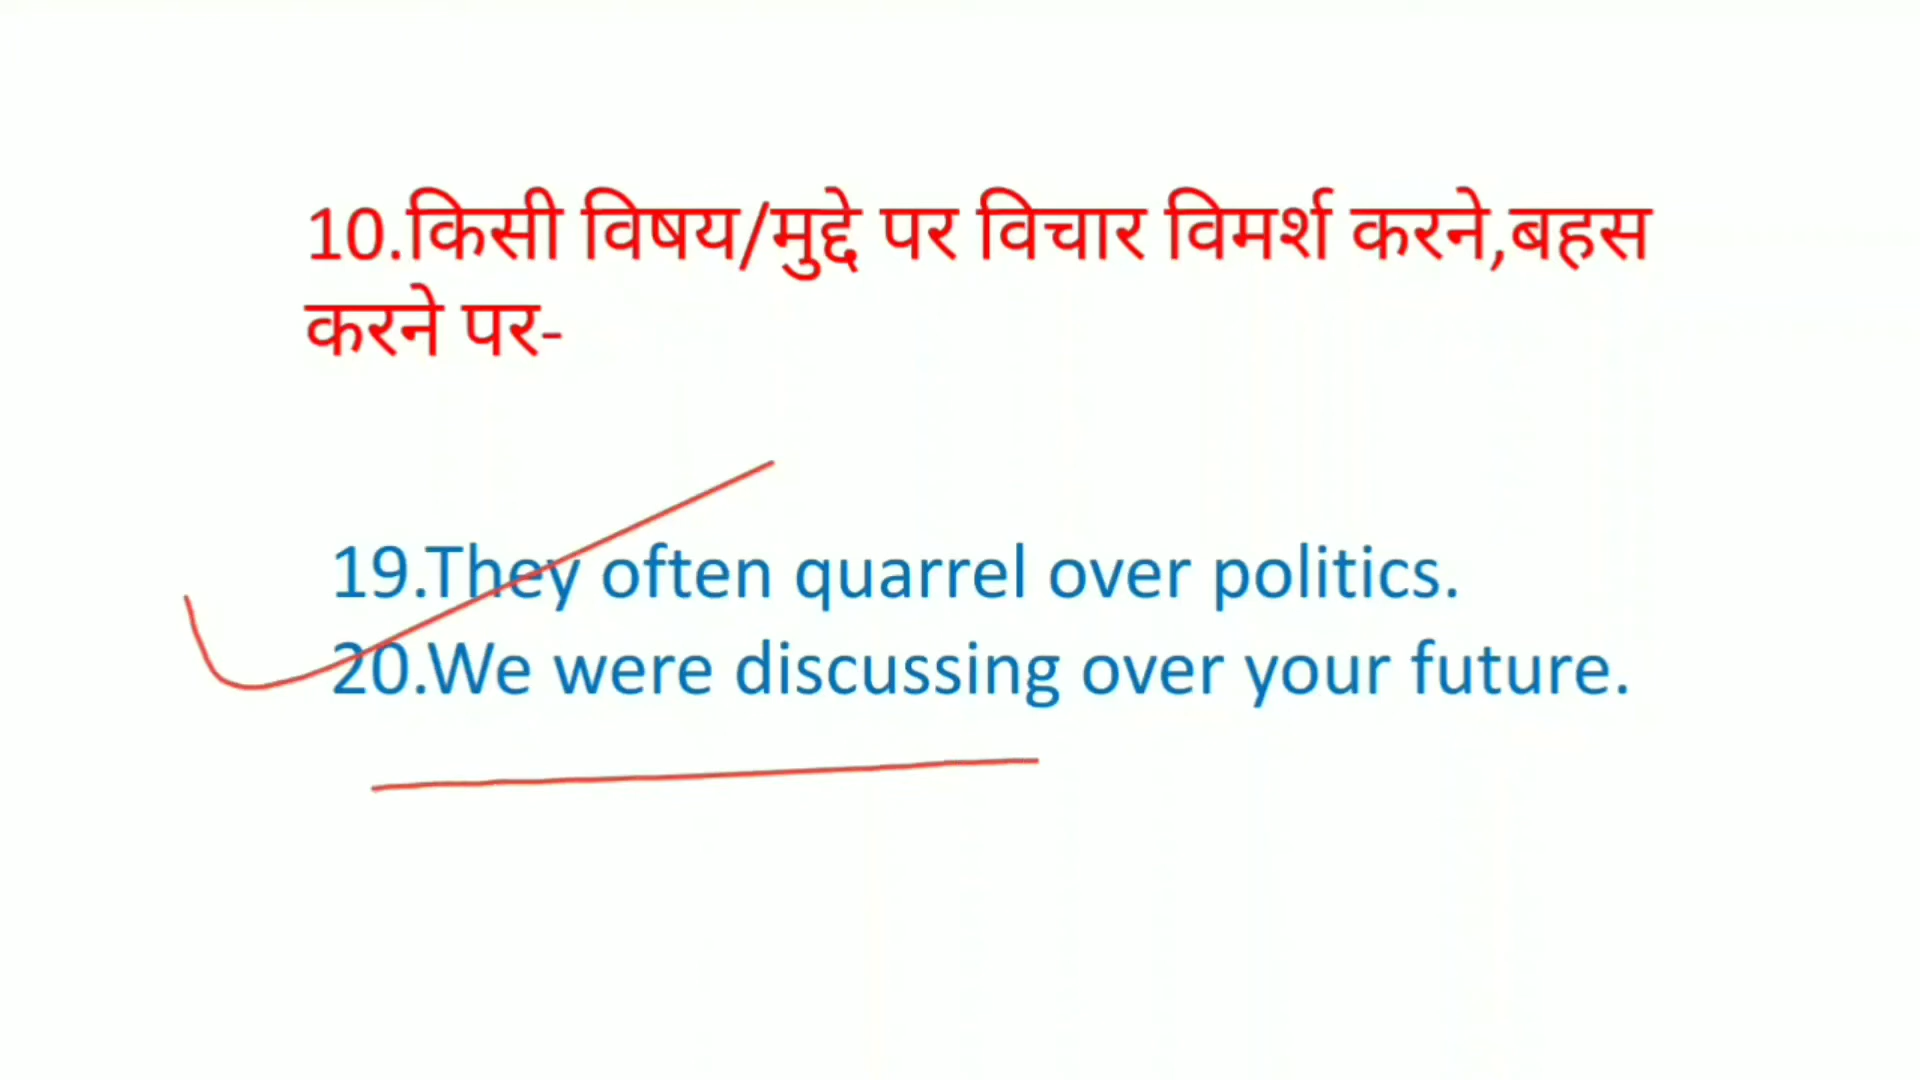 10.किसी विषय/मुद्दे पर विचार विमर्श करने,बहस
करने पर-
19.They often quarrel over politics.
20.We were discussing over your future.